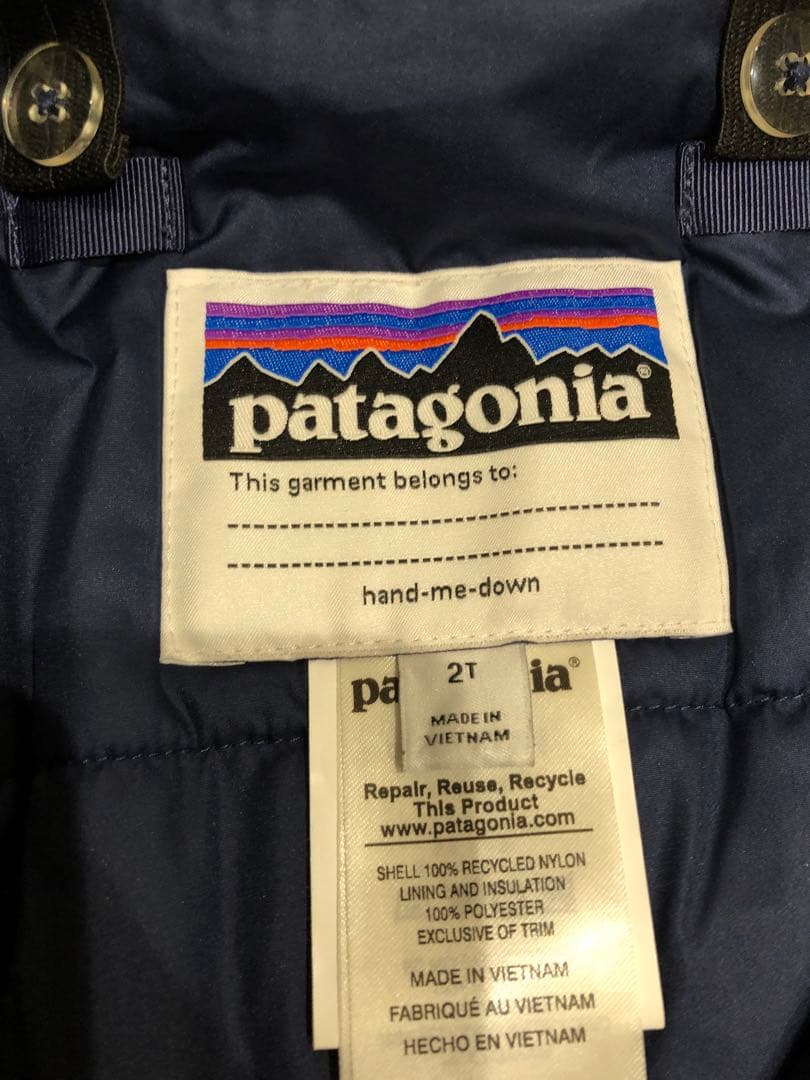 patagonia®
This garment belongs to:
hand-me-down
2T
MADE IN
VIETNAM
pa ia®
Repair, Reuse, Recycle
This Product
www.patagonia.com
SHELL 100% RECYCLED NYLON
LINING AND INSULATION
100% POLYESTER
EXCLUSIVE OF TRIM
MADE IN VIETNAM
FABRIQUÉ AU VIETNAM
HECHO EN VIETNAM